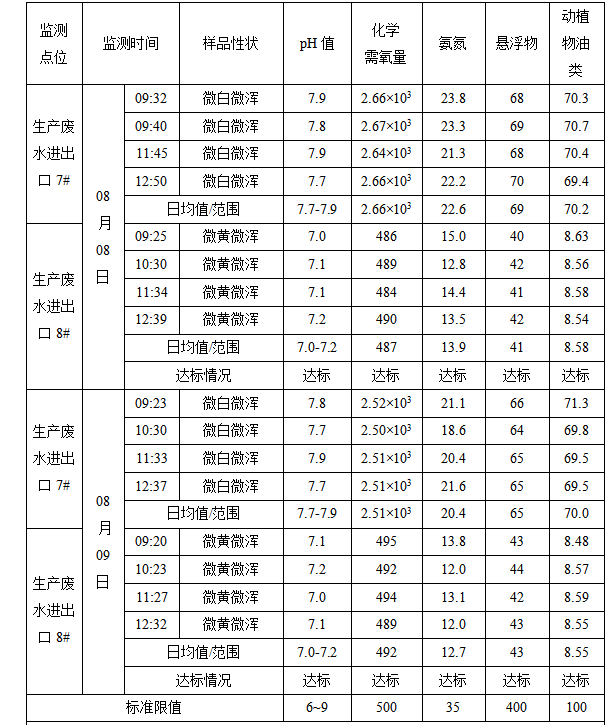 监测点位 监测时间 样品性状 pH 值 化学需氧量 氨氮 悬浮物 动植物油类
生产废水进出口 7# 08月08日 09:32 微白微浑 7.9 2.66×10³ 23.8 68 70.3
09:40 微白微浑 7.8 2.67×10³ 23.3 69 70.7
11:45 微白微浑 7.9 2.64×10³ 21.3 68 70.4
12:50 微白微浑 7.7 2.66×10³ 22.2 70 69.4
日均值/范围 7.7-7.9 2.66×10³ 22.6 69 70.2
生产废水进出口 8# 09:25 微黄微浑 7.0 486 15.0 40 8.63
10:30 微黄微浑 7.1 489 12.8 42 8.56
11:34 微黄微浑 7.1 484 14.4 41 8.58
12:39 微黄微浑 7.2 490 13.5 42 8.54
日均值/范围 7.0-7.2 487 13.9 41 8.58
达标情况 达标 达标 达标 达标 达标
生产废水进出口 7# 08月09日 09:23 微白微浑 7.8 2.52×10³ 21.1 66 71.3
10:30 微白微浑 7.7 2.50×10³ 18.6 64 69.8
11:33 微白微浑 7.9 2.51×10³ 20.4 65 69.5
12:37 微白微浑 7.7 2.51×10³ 21.6 65 69.5
日均值/范围 7.7-7.9 2.51×10³ 20.4 65 70.0
生产废水进出口 8# 09:20 微黄微浑 7.1 495 13.8 43 8.48
10:23 微黄微浑 7.2 492 12.0 44 8.57
11:27 微黄微浑 7.0 494 13.1 42 8.59
12:32 微黄微浑 7.1 489 12.0 43 8.55
日均值/范围 7.0-7.2 492 12.7 43 8.55
达标情况 达标 达标 达标 达标 达标
标准限值 6~9 500 35 400 100